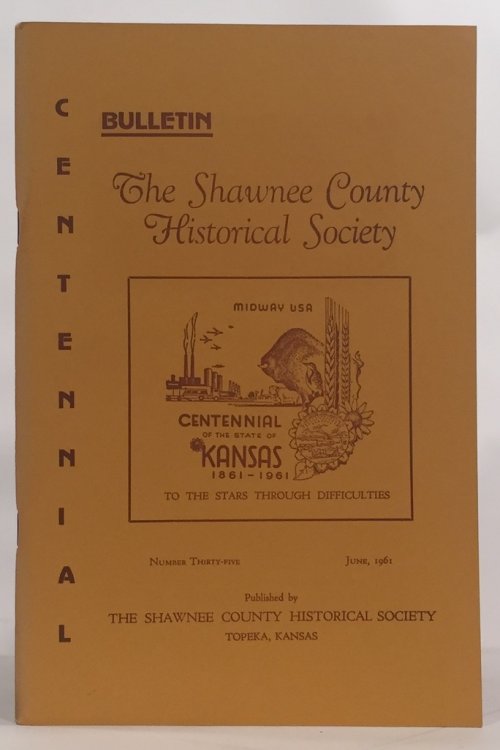 CENTENNIAL
BULLETIN
The Shawnee County
Historical Society
MIDWAY USA
CENTENNIAL
OF THE STATE OF
KANSAS
1861-1961
TO THE STARS THROUGH DIFFICULTIES
NUMBER THIRTY-FIVE
JUNE, 1961
Published by
THE SHAWNEE COUNTY HISTORICAL SOCIETY
TOPEKA, KANSAS